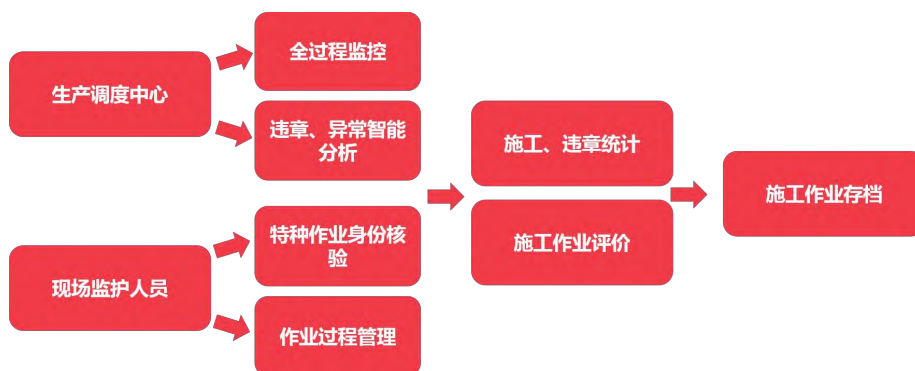 生产调度中心
全过程监控
违章、异常智能
分析
现场监护人员
特种作业身份核
验
作业过程管理
施工、违章统计
施工作业评价
施工作业存档